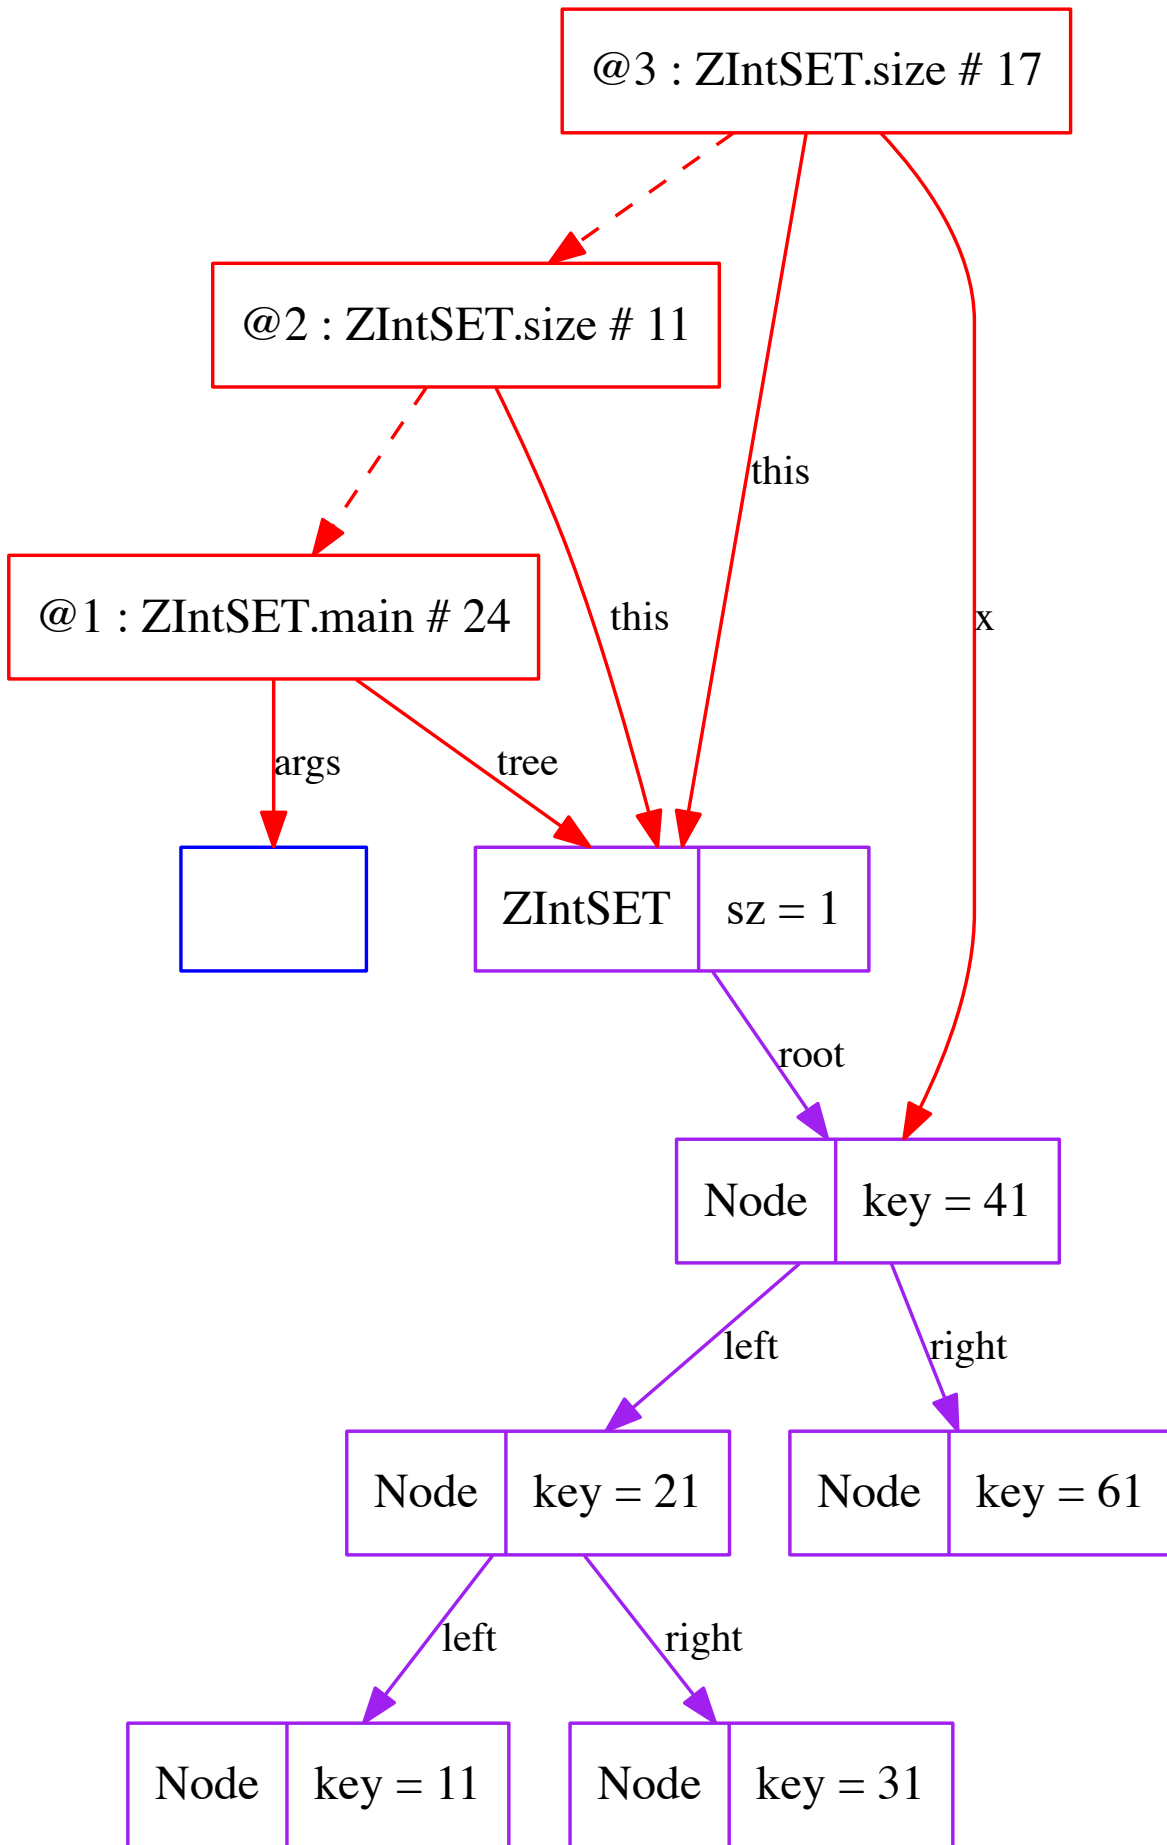 @3 : ZIntSET.size # 17
@2 : ZIntSET.size # 11
this
@1 : ZIntSET.main # 24
this
x
args
tree
ZIntSET
sz = 1
root
Node
key = 41
left
right
Node
key = 21
Node
key = 61
left
right
Node
key = 11
Node
key = 31